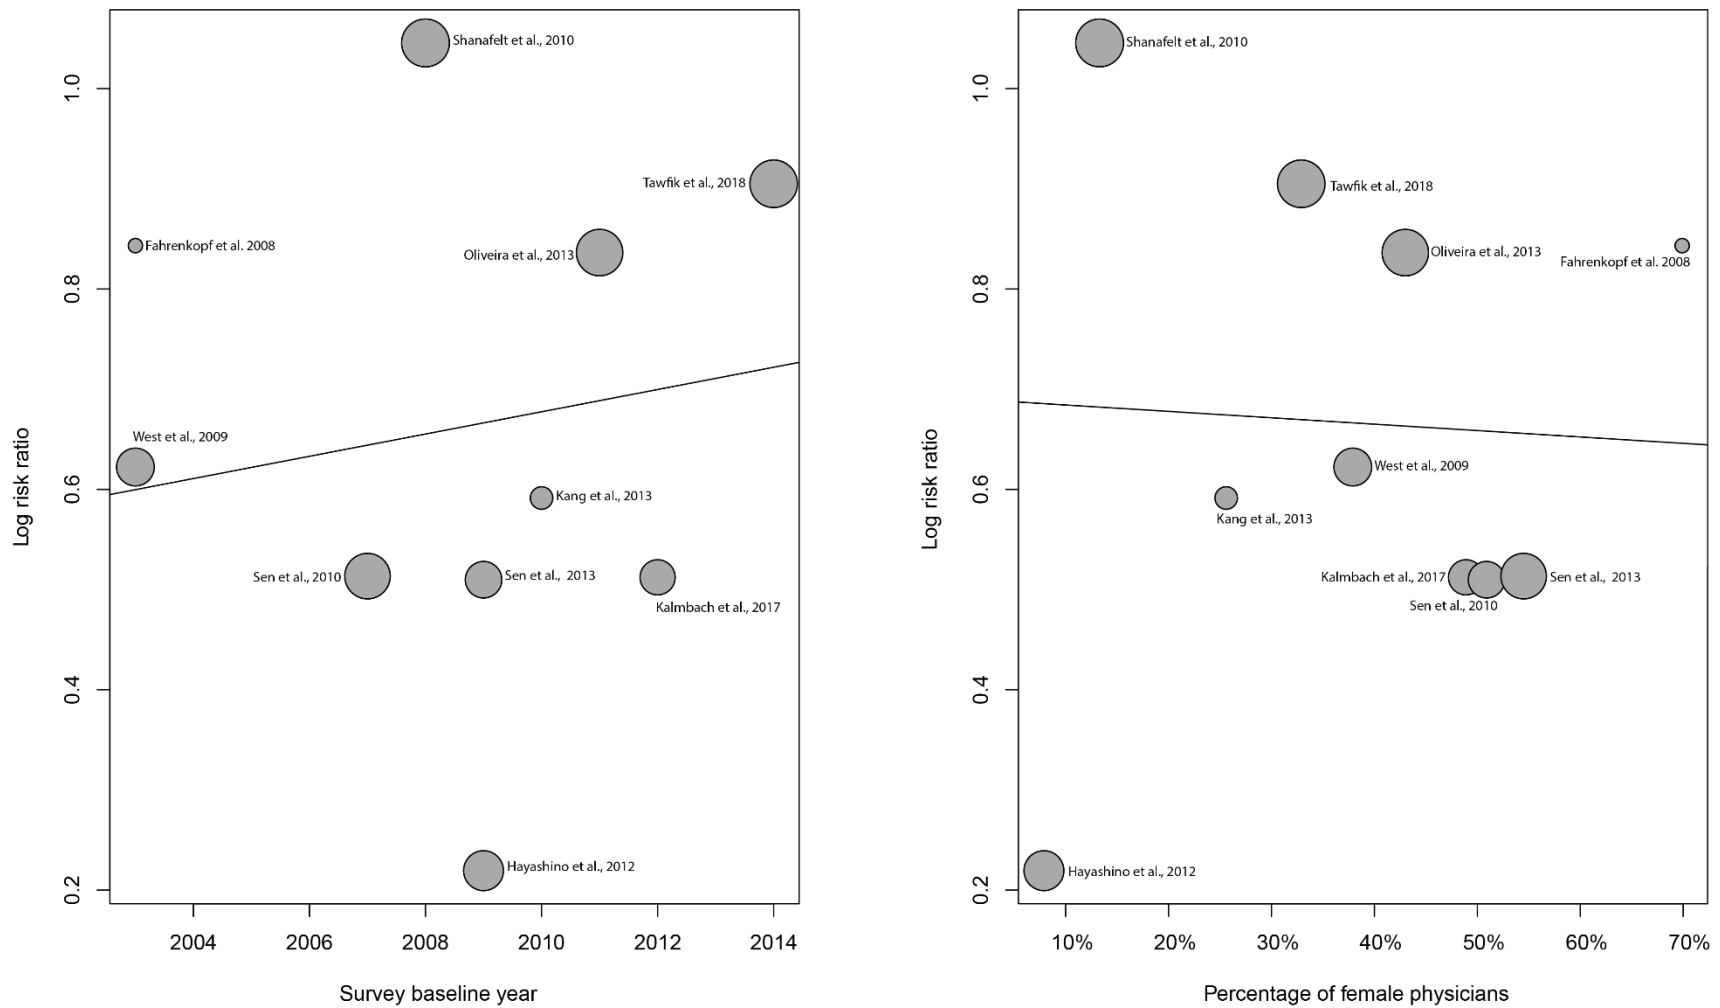 Shanafelt et al., 2010
Tawfik et al., 2018
Fahrenkopf et al. 2008
Oliveira et al., 2013
West et al., 2009
Kang et al., 2013
Sen et al., 2010
Sen et al., 2013
Kalmbach et al., 2017
Hayashino et al., 2012
Log risk ratio
1.0
0.8
0.6
0.4
0.2
2004 2006 2008 2010 2012 2014
Survey baseline year
Shanafelt et al., 2010
Tawfik et al., 2018
Oliveira et al., 2013
Fahrenkopf et al. 2008
West et al., 2009
Kang et al., 2013
Kalmbach et al., 2017
Sen et al., 2013
Sen et al., 2010
Hayashino et al., 2012
Log risk ratio
1.0
0.8
0.6
0.4
0.2
10% 20% 30% 40% 50% 60% 70%
Percentage of female physicians